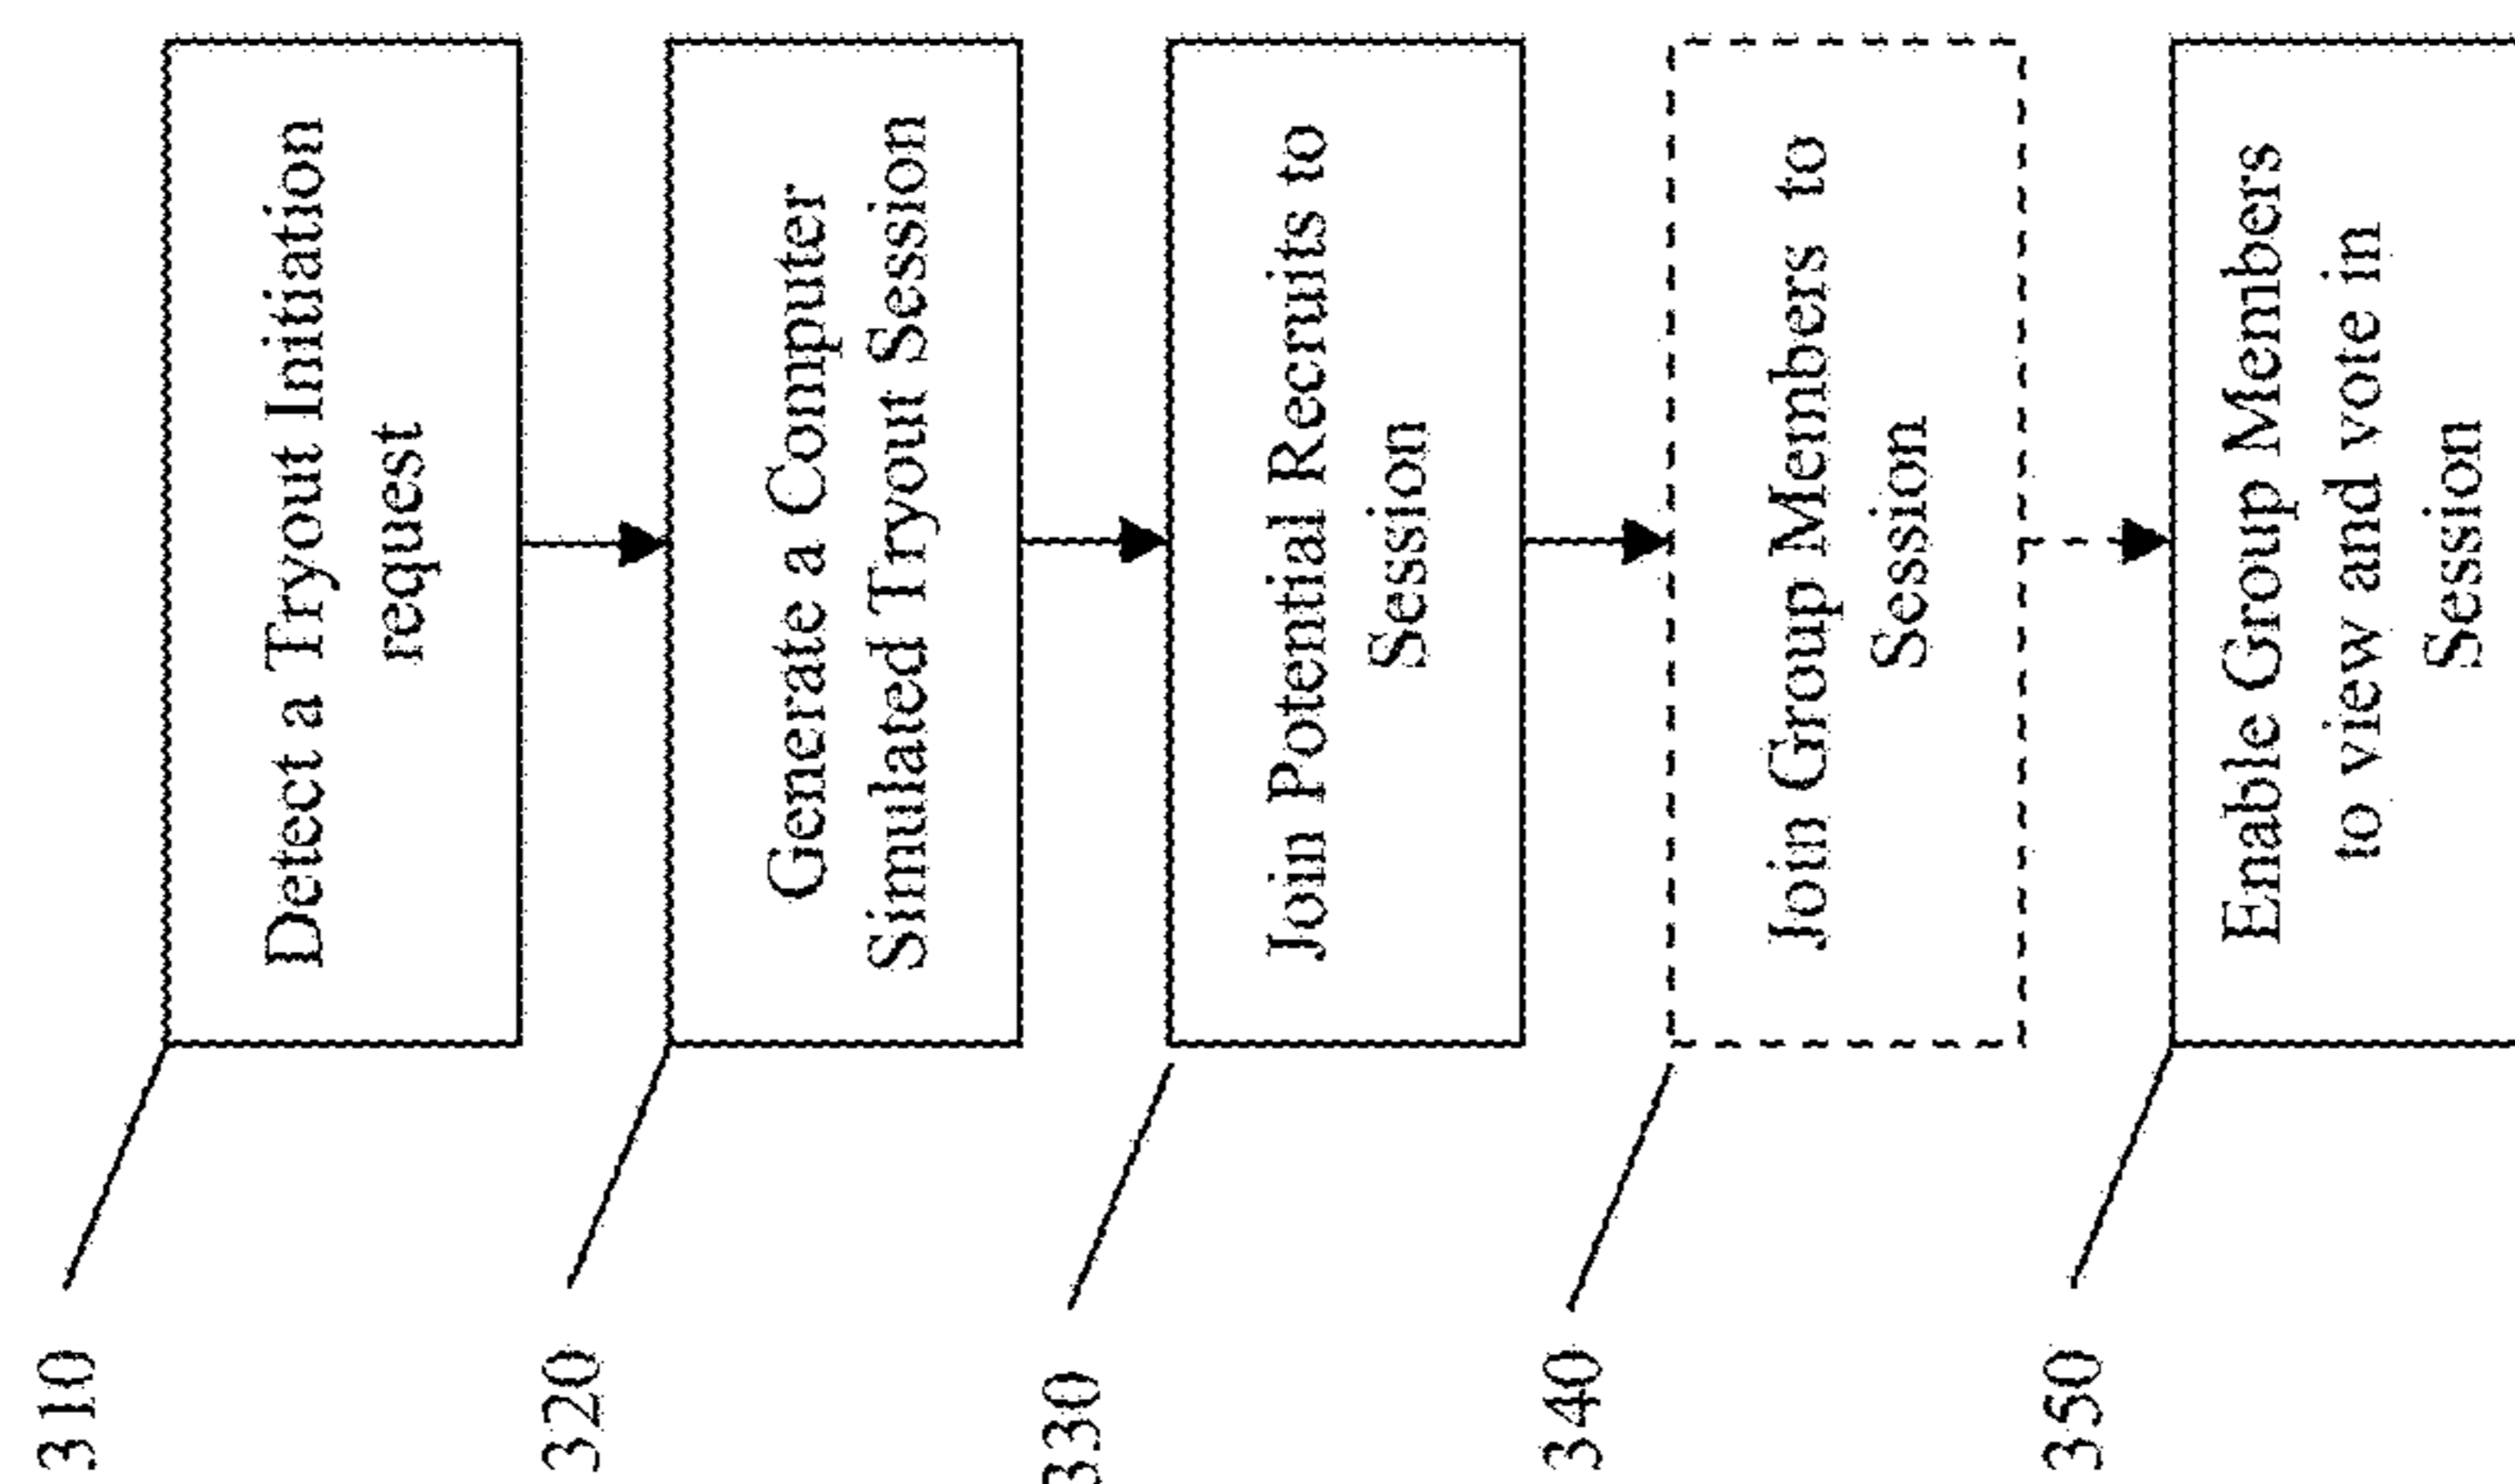 310
Detect a Tryout Initiation
request
320
Generate a Computer
Simulated Tryout Session
330
Join Potential Recruits to
Session
340
Join Group Members to
Session
350
Enable Group Members
to view and vote in
Session